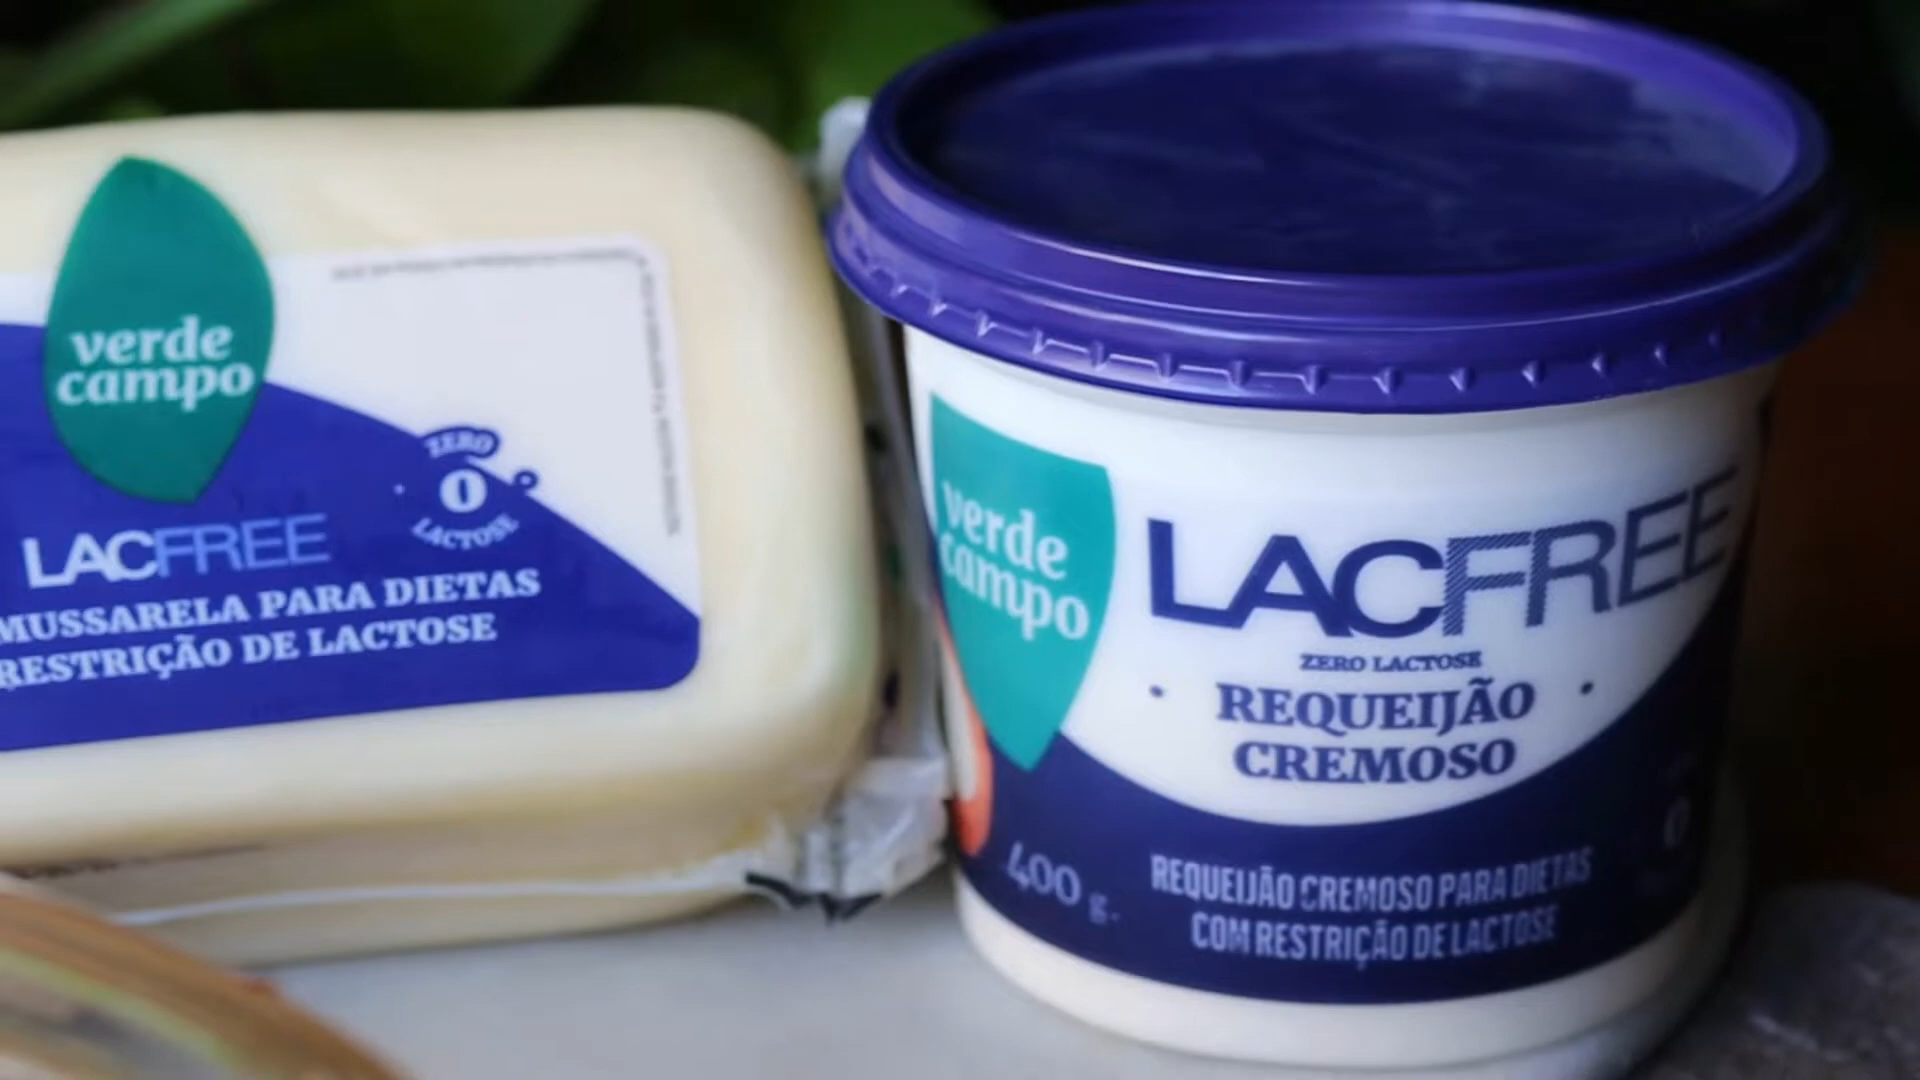 verde
campo
ZERO
0
LACTOSE
LACFREE
MUSSARELA PARA DIETAS
RESTRIÇÃO DE LACTOSE
verde
campo
LACFREE
ZERO LACTOSE
REQUEIJÃO
CREMOSO
400 g.
REQUEIJÃO CREMOSO PARA DIETAS
COM RESTRIÇÃO DE LACTOSE